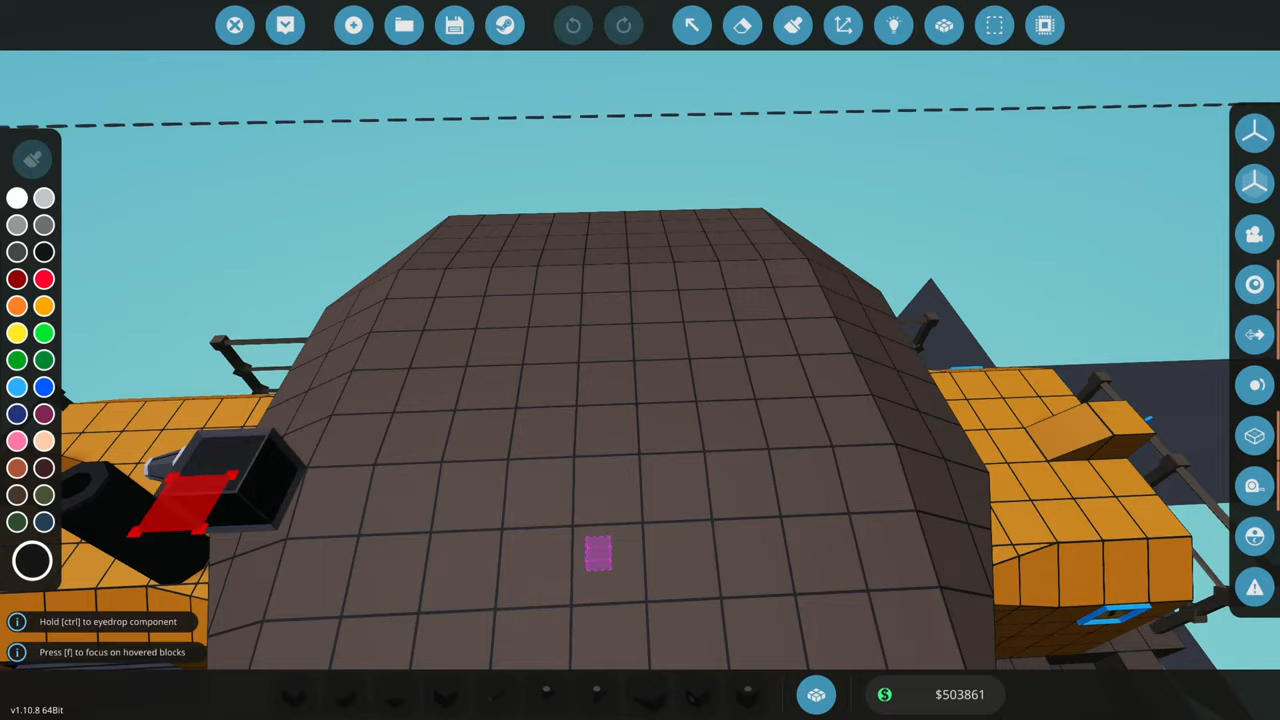 Hold [ctrl] to eyedrop component
Press [f] to focus on hovered blocks
$503861
v1.10.8 64Bit